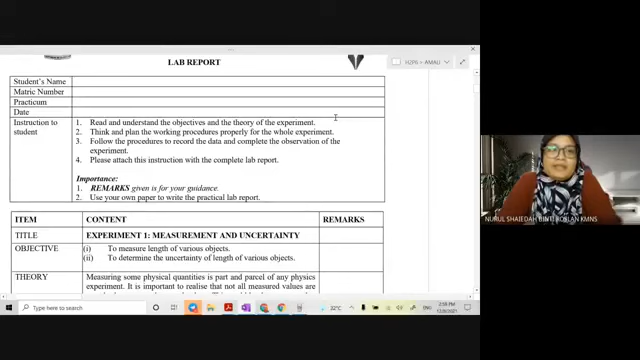 LAB REPORT
H2P6 > AMALI
Student's Name
Matric Number
Practicum
Date
Instruction to student
1. Read and understand the objectives and the theory of the experiment.
2. Think and plan the working procedures properly for the whole experiment.
3. Follow the procedures to record the data and complete the observation of the
experiment.
4. Please attach this instruction with the complete lab report.
Importance:
1. REMARKS given is for your guidance.
2. Use your own paper to write the practical lab report.
ITEM CONTENT REMARKS
TITLE EXPERIMENT 1: MEASUREMENT AND UNCERTAINTY
OBJECTIVE (i) To measure length of various objects.
(ii) To determine the uncertainty of length of various objects.
THEORY Measuring some physical quantities is part and parcel of any physics
experiment. It is important to realise that not all measured values are
NURUL SHAIEDAH BINTI ROSLAN KMNS
Type here to search
32°C
ENG
2:59 PM